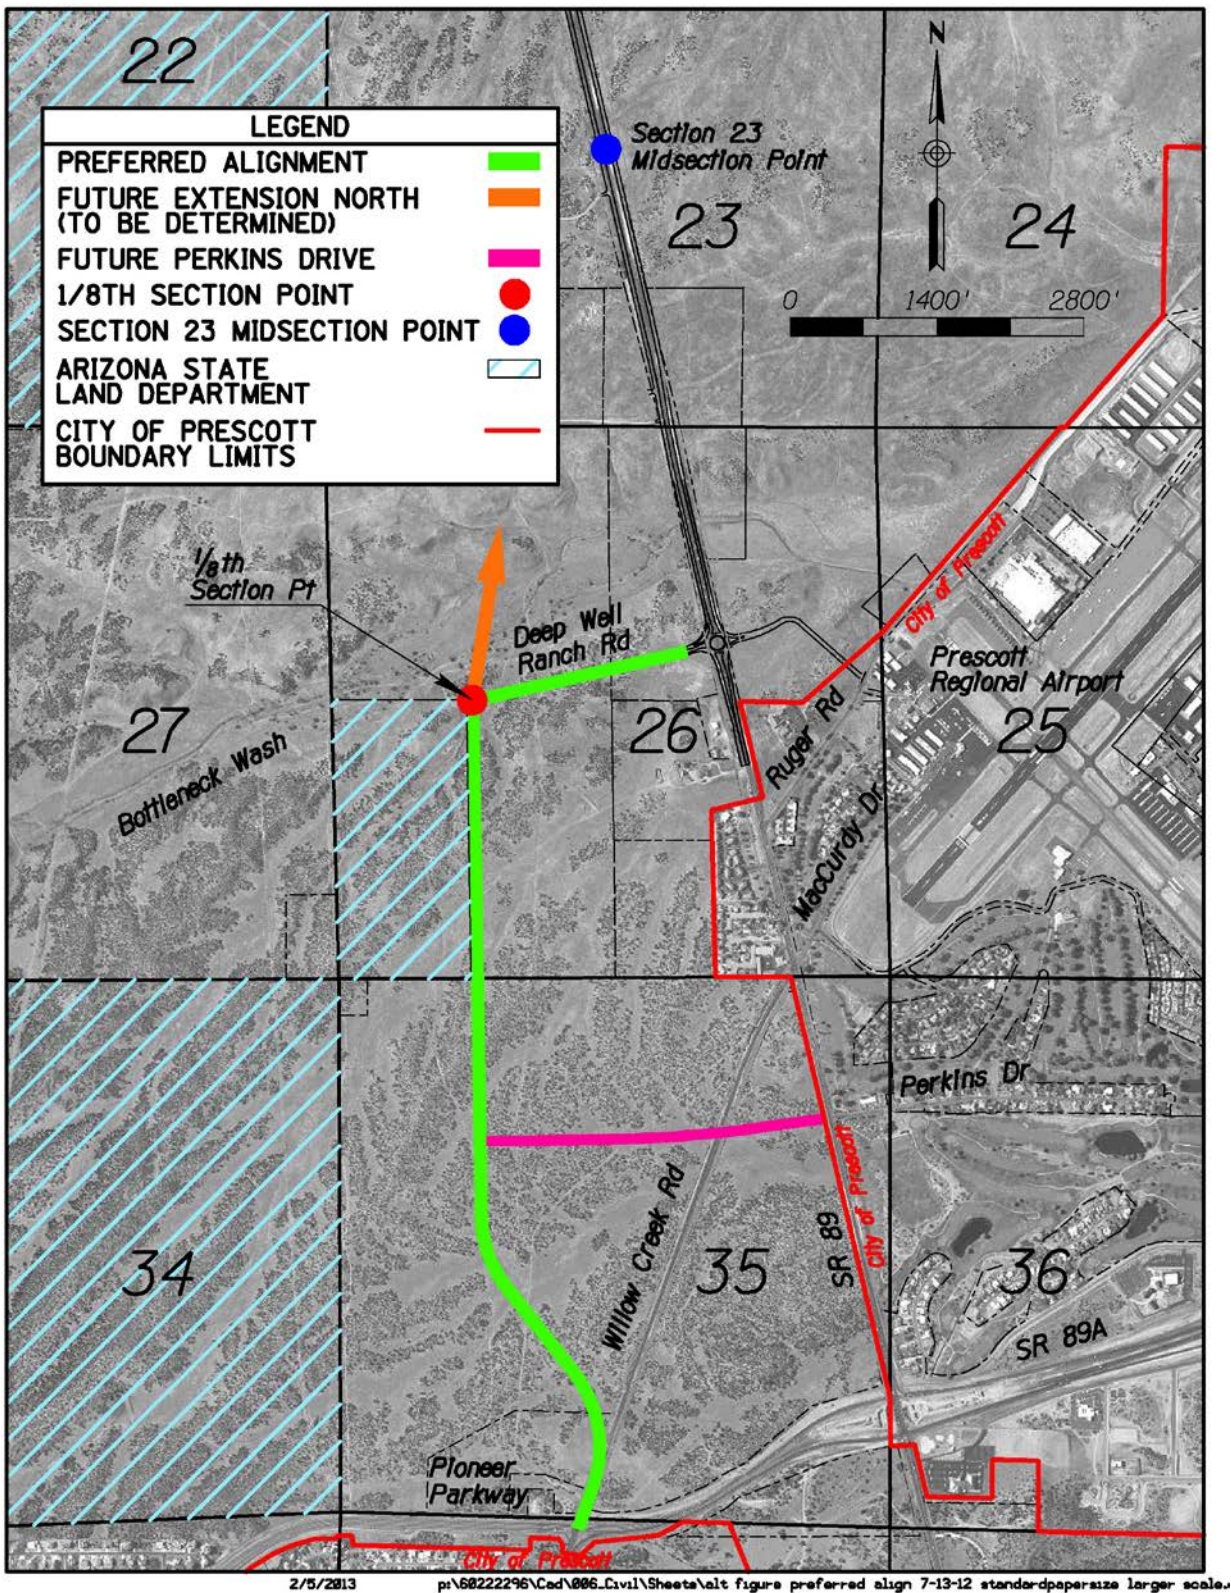 22
LEGEND
PREFERRED ALIGNMENT
FUTURE EXTENSION NORTH
(TO BE DETERMINED)
FUTURE PERKINS DRIVE
1/8TH SECTION POINT
SECTION 23 MIDSECTION POINT
ARIZONA STATE
LAND DEPARTMENT
CITY OF PRESCOTT
BOUNDARY LIMITS
Section 23
Midsection Point
N
23
24
0 1400' 2800'
1/8th
Section Pt
Deep Well
Ranch Rd
City of Prescott
Prescott
Regional Airport
27
Bottleneck Wash
26
Ruger Rd
25
MacCurdy Dr
Perkins Dr
Willow Creek Rd
City of Prescott
SR 89
34
35
36
SR 89A
Pioneer
Parkway
City of Prescott
2/5/2013
p:\60222296\Cad\006_Civil\Sheets\alt figure preferred align 7-13-12 standardpapersize larger scale.